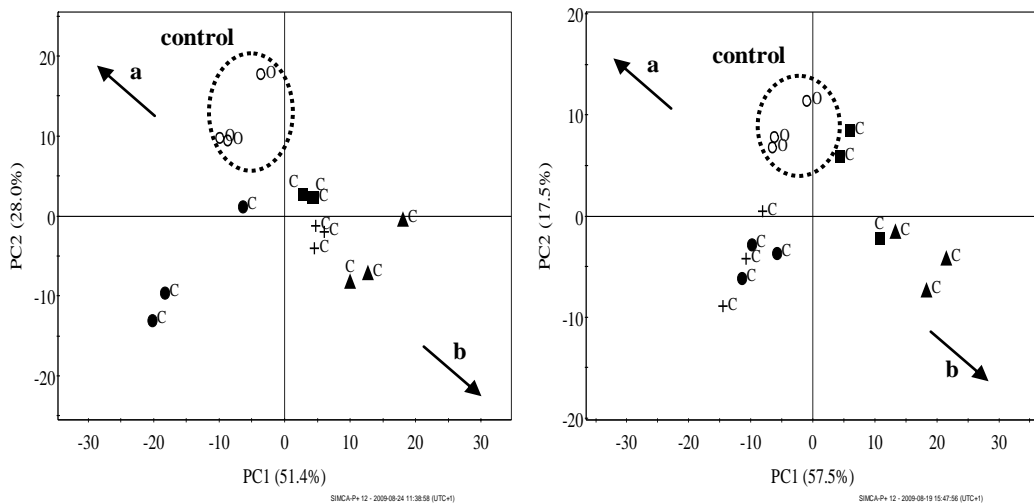 control
a
20
O
10
O
O
C
C
C
C
0
C
C
C
C
C
C
-10
C
C
b
-20
-30
-20
-10
0
10
20
30
PC2 (28.0%)
PC1 (51.4%)
SIMCA-P+ 12 - 2009-08-24 11:38:58 (UTC+1)
20
control
a
O
10
O
C
O
C
C
0
C
C
C
C
C
C
C
C
-10
C
b
-20
-30
-20
-10
0
10
20
30
PC2 (17.5%)
PC1 (57.5%)
SIMCA-P+ 12 - 2009-08-19 15:47:56 (UTC+1)